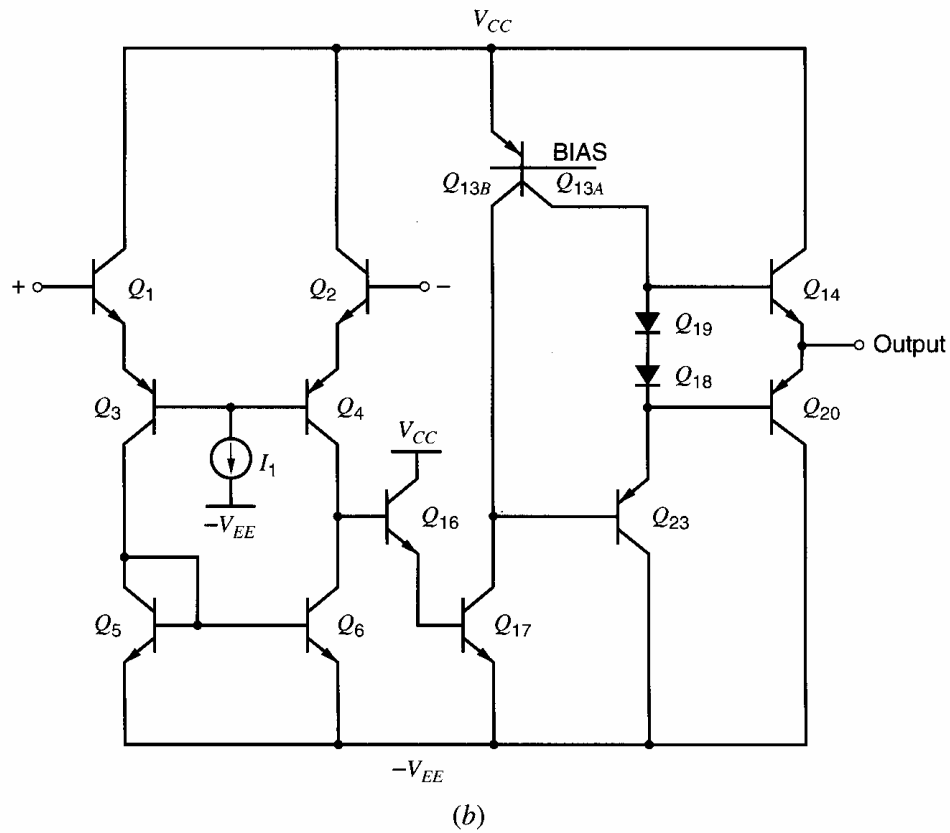 V_CC
BIAS
Q_13B
Q_13A
+
Q_1
Q_2
−
Q_14
Q_19
Output
Q_18
Q_3
Q_4
Q_20
I_1
V_CC
−V_EE
Q_16
Q_23
Q_5
Q_6
Q_17
−V_EE
(b)